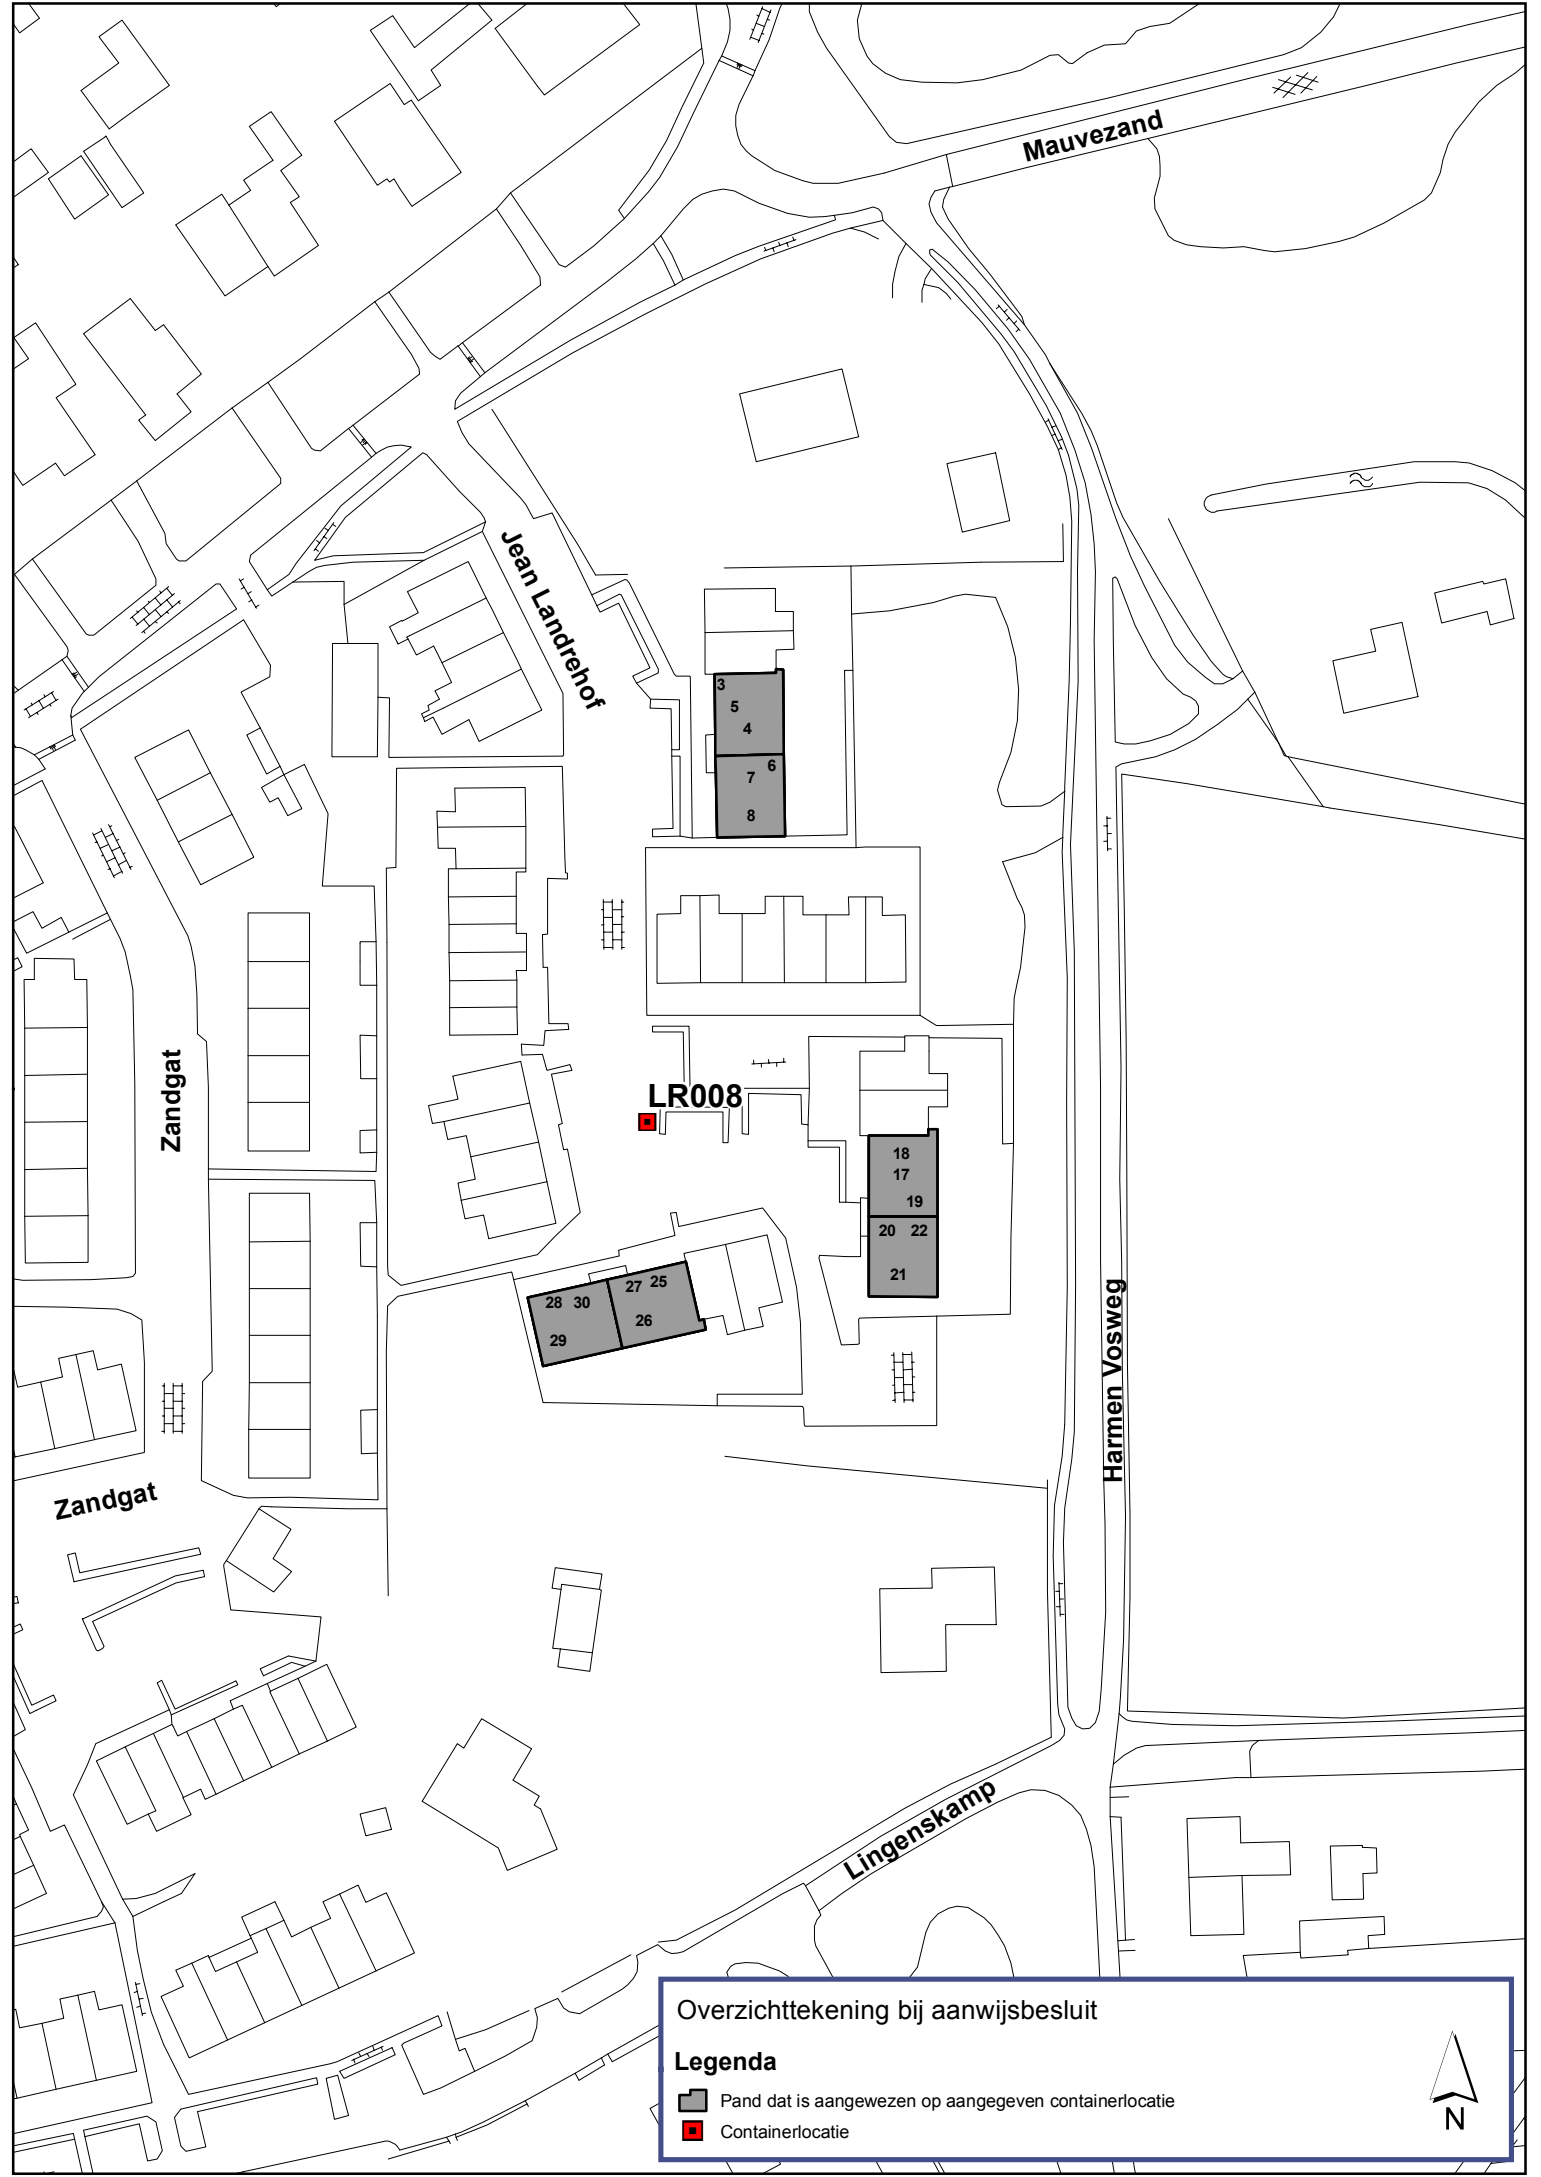 Mauvezand
Jean Landrehof
3
5
4
6
7
8
Zandgat
LR008
18
17
19
20 22
21
27 25
28 30
26
29
Harmen Vosweg
Zandgat
Lingenskamp
Overzichttekening bij aanwijsbesluit
Legenda
Pand dat is aangewezen op aangegeven containerlocatie
Containerlocatie
N